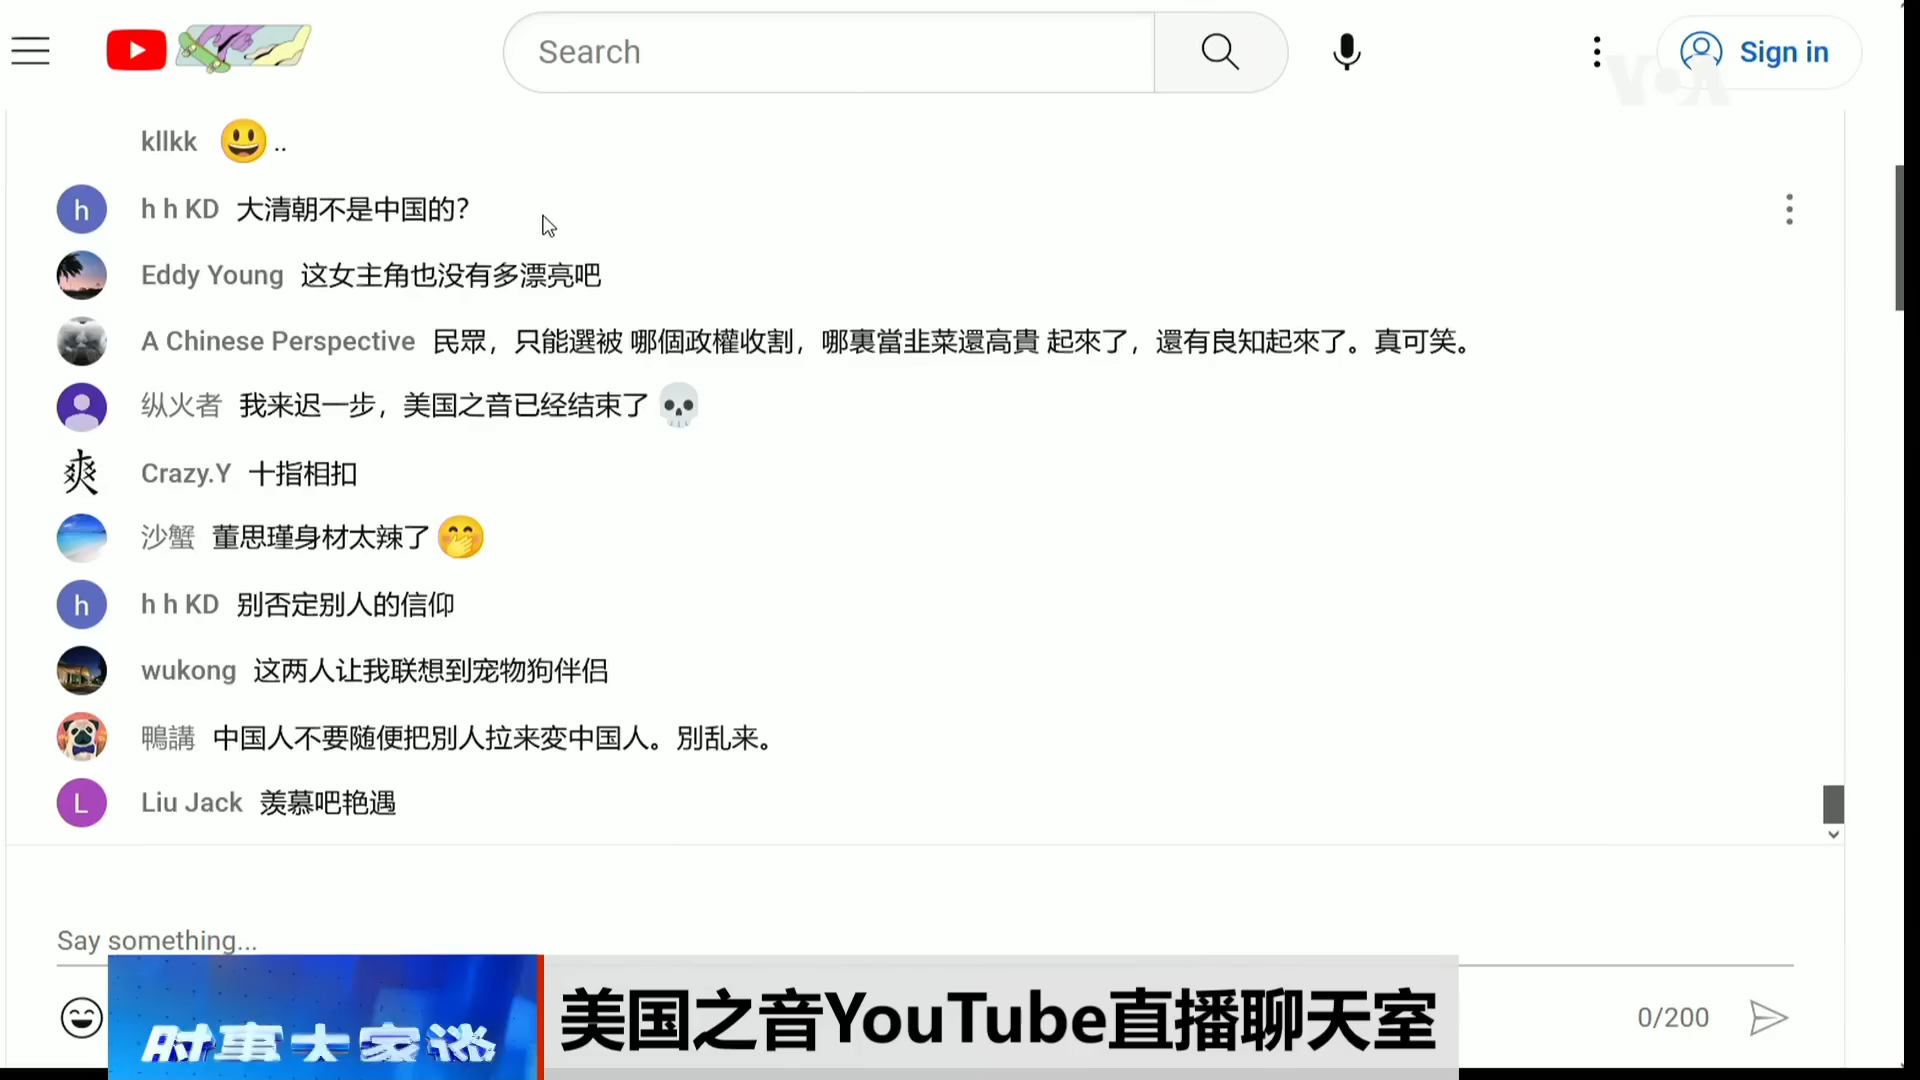 Search
Sign in
VOA
kllkk 😃 ..
h h h KD 大清朝不是中国的?
Eddy Young 这女主角也没有多漂亮吧
A Chinese Perspective 民眾，只能選被 哪個政權收割，哪裏當韭菜還高貴 起來了，還有良知起來了。真可笑。
纵火者 我来迟一步，美国之音已经结束了 💀
爽 Crazy.Y 十指相扣
沙蟹 董思瑾身材太辣了 🤭
h h h KD 别否定别人的信仰
wukong 这两人让我联想到宠物狗伴侣
鴨講 中国人不要随便把別人拉来变中国人。別乱来。
L Liu Jack 羡慕吧艳遇
Say something...
时事大家谈
美国之音YouTube直播聊天室
0/200